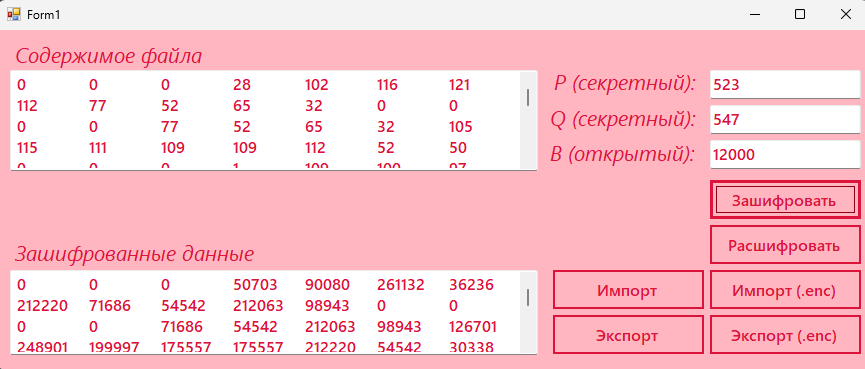 Form1
Содержимое файла
0 0 0 28 102 116 121
112 77 52 65 32 0 0
0 0 77 52 65 32 105
115 111 109 109 112 52 50
0 0 0 1 109 100 97
P (секретный): 523
Q (секретный): 547
B (открытый): 12000
Зашифровать
Расшифровать
Зашифрованные данные
0 0 0 50703 90080 261132 36236
212220 71686 54542 212063 98943 0 0
0 0 71686 54542 212063 98943 126701
248901 199997 175557 175557 212220 54542 30338
Импорт Импорт (.enc)
Экспорт Экспорт (.enc)